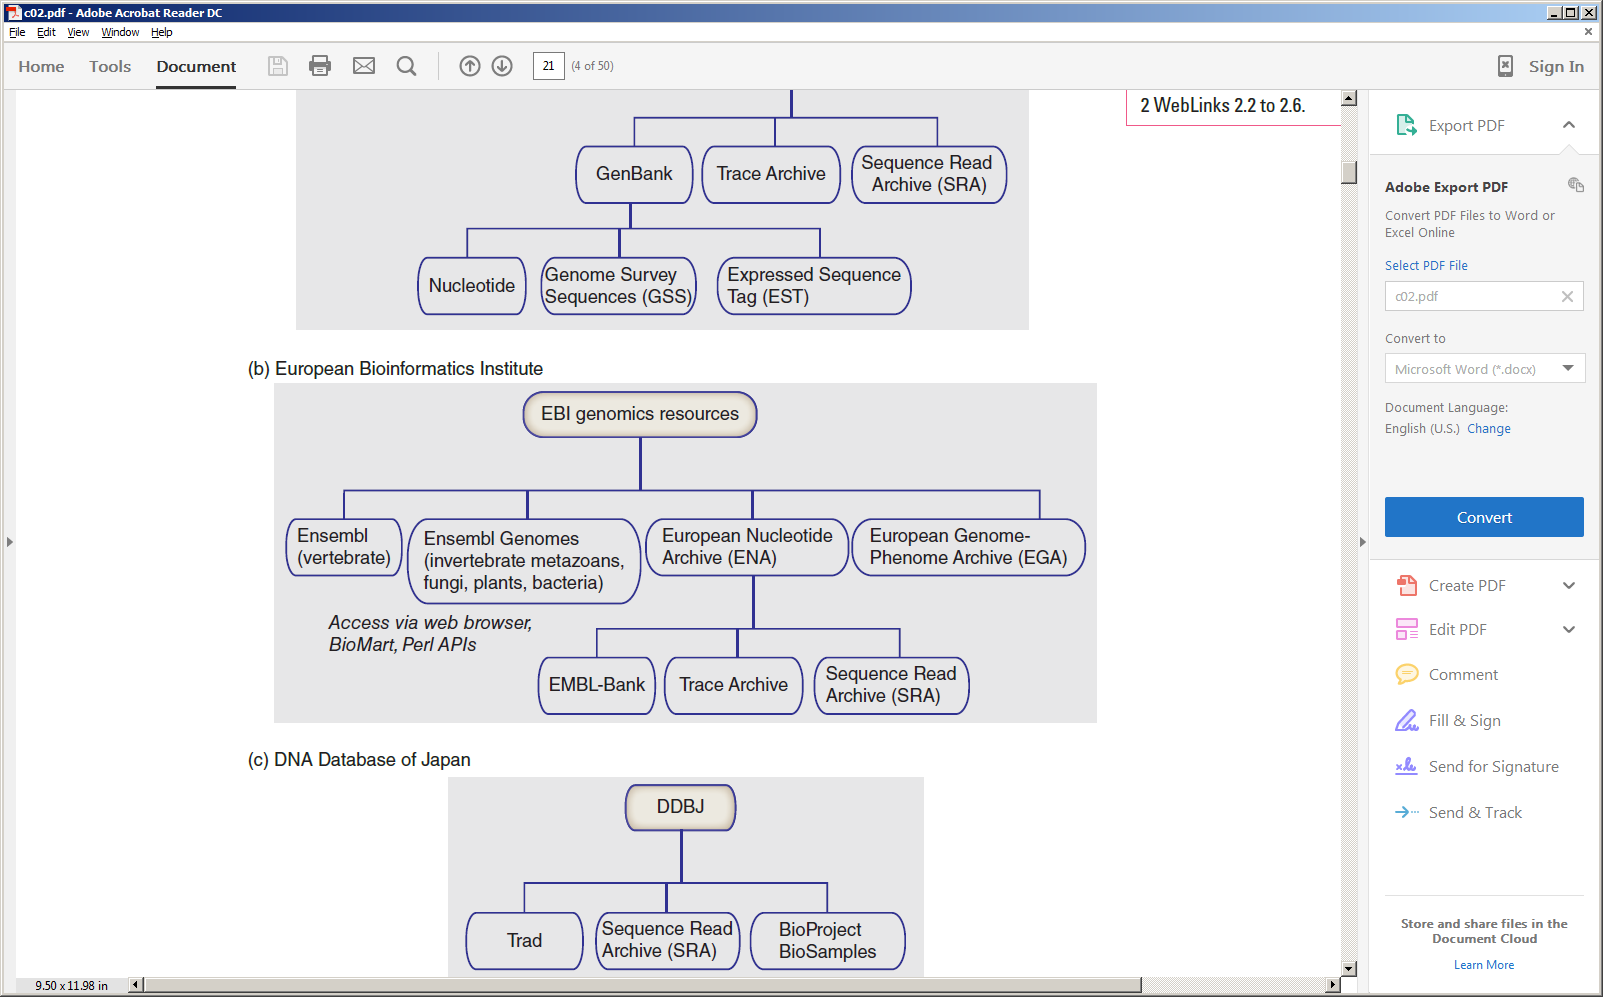 c02.pdf - Adobe Acrobat Reader DC
File Edit View Window Help
Home Tools Document 21 (4 of 50) Sign In
2 WebLinks 2.2 to 2.6.
GenBank
Trace Archive
Sequence Read
Archive (SRA)
Nucleotide
Genome Survey
Sequences (GSS)
Expressed Sequence
Tag (EST)
(b) European Bioinformatics Institute
EBI genomics resources
Ensembl
(vertebrate)
Ensembl Genomes
(invertebrate metazoans,
fungi, plants, bacteria)
European Nucleotide
Archive (ENA)
European Genome-
Phenome Archive (EGA)
Access via web browser,
BioMart, Perl APIs
EMBL-Bank
Trace Archive
Sequence Read
Archive (SRA)
(c) DNA Database of Japan
DDBJ
Trad
Sequence Read
Archive (SRA)
BioProject
BioSamples
9.50 x 11.98 in
Export PDF
Adobe Export PDF
Convert PDF Files to Word or
Excel Online
Select PDF File
c02.pdf
Convert to
Microsoft Word (*.docx)
Document Language:
English (U.S.) Change
Convert
Create PDF
Edit PDF
Comment
Fill & Sign
Send for Signature
Send & Track
Store and share files in the
Document Cloud
Learn More